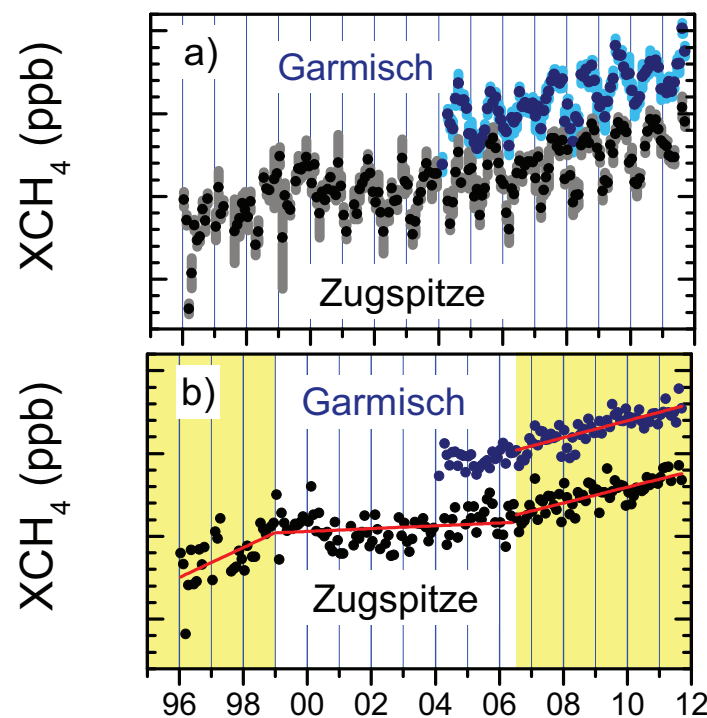 a)
Garmisch
XCH₄ (ppb)
Zugspitze
b)
Garmisch
XCH₄ (ppb)
Zugspitze
96 98 00 02 04 06 08 10 12